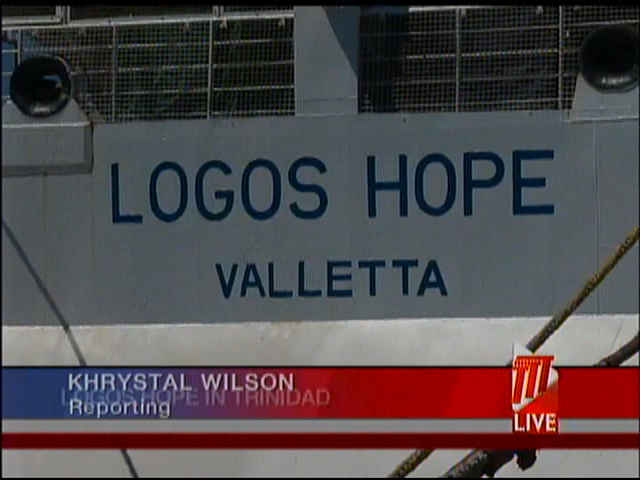 LOGOS HOPE
VALLETTA
KHRYSTAL WILSON
LOGOS HOPE IN TRINIDAD
Reporting
LIVE